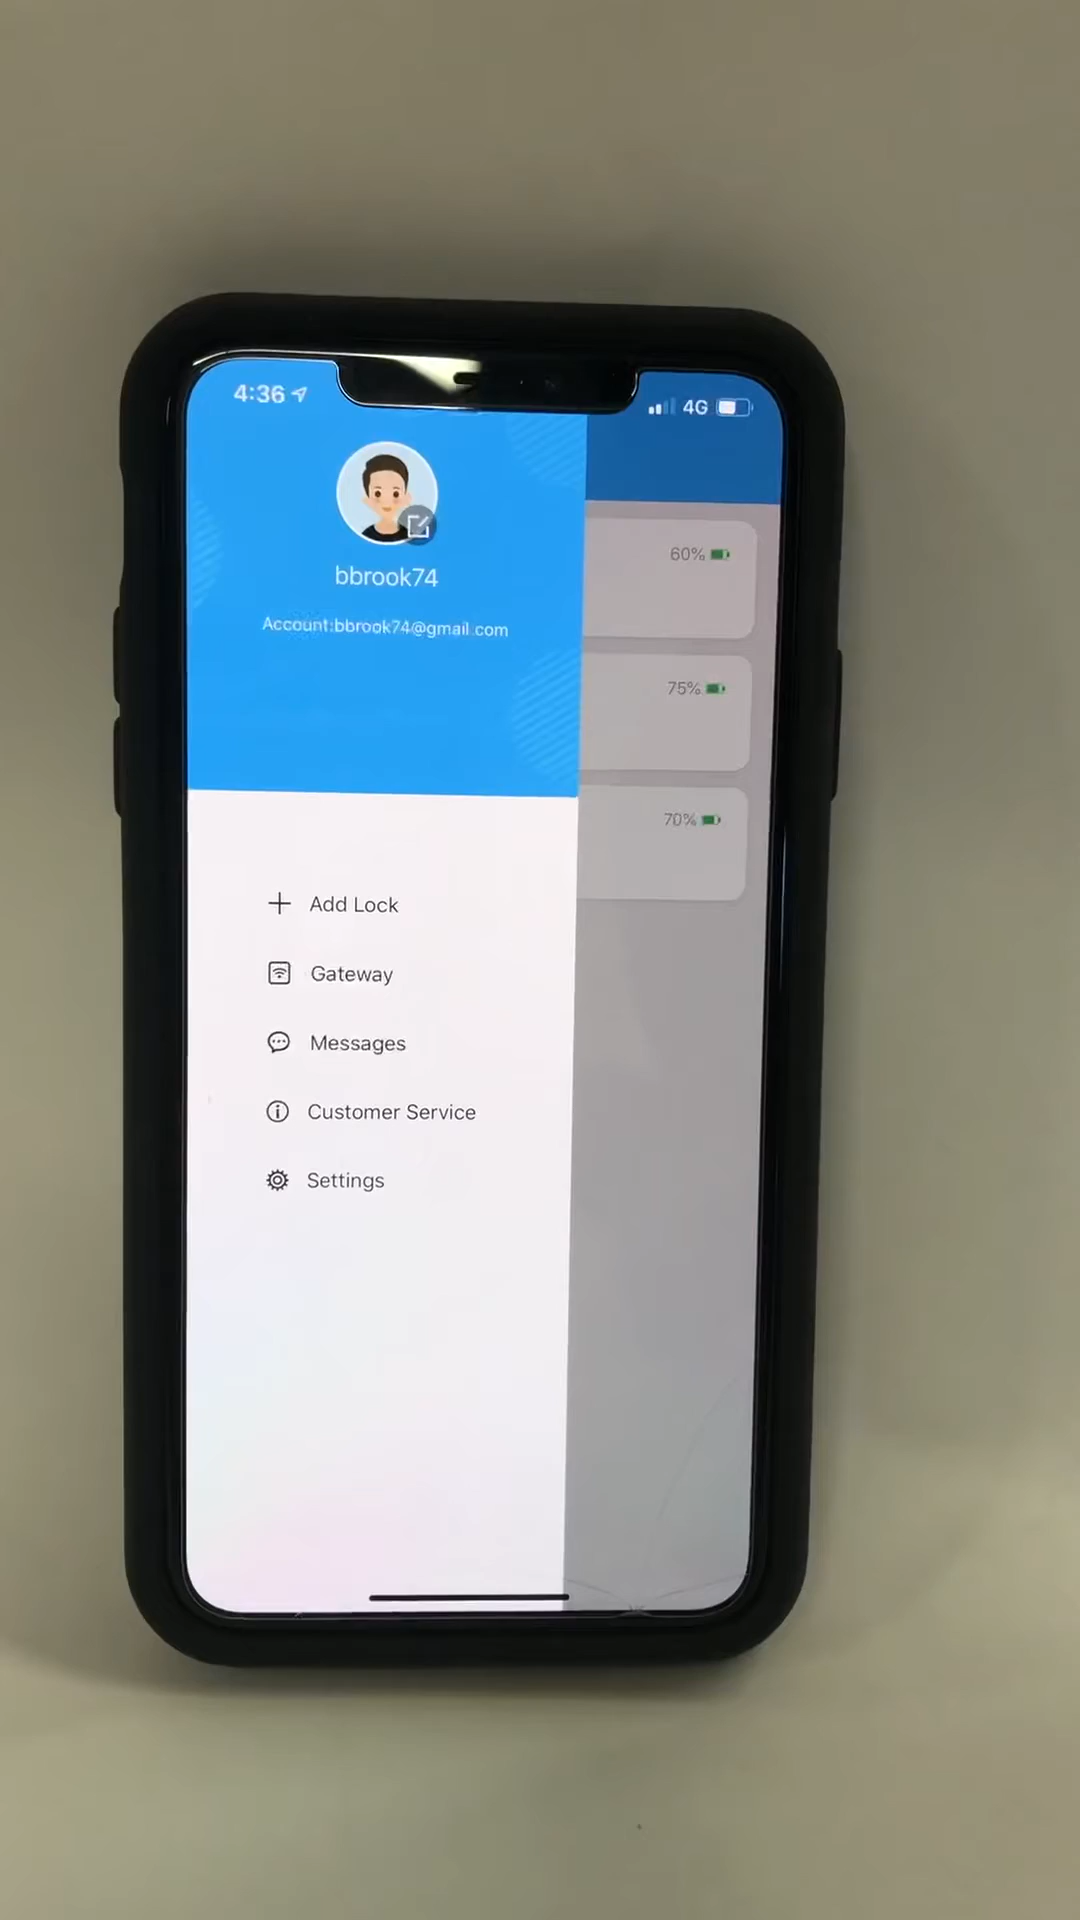 4:36
4G
bbrook74
Account:bbrook74@gmail.com
60%
75%
70%
Add Lock
Gateway
Messages
Customer Service
Settings